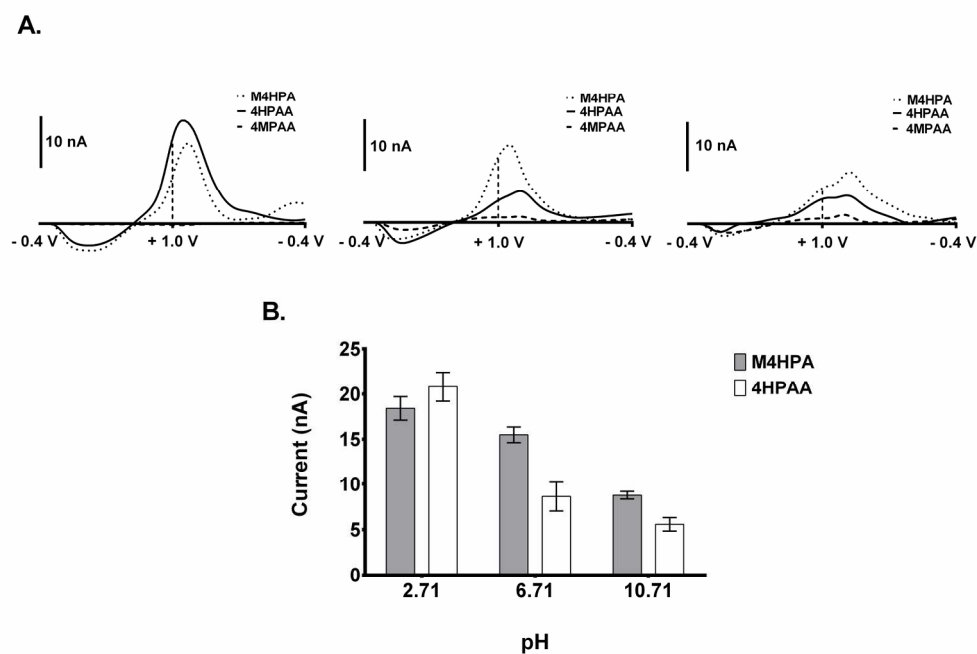 A.
M4HPA
4HPAA
4MPAA
10 nA
- 0.4 V
+ 1.0 V
-0.4 V
M4HPA
4HPAA
4MPAA
10 nA
- 0.4 V
+ 1.0 V
- 0.4 V
M4HPA
4HPAA
4MPAA
10 nA
- 0.4 V
+ 1.0 V
- 0.4 V
B.
M4HPA
4HPAA
Current (nA)
25
20
15
10
5
0
2.71
6.71
10.71
pH